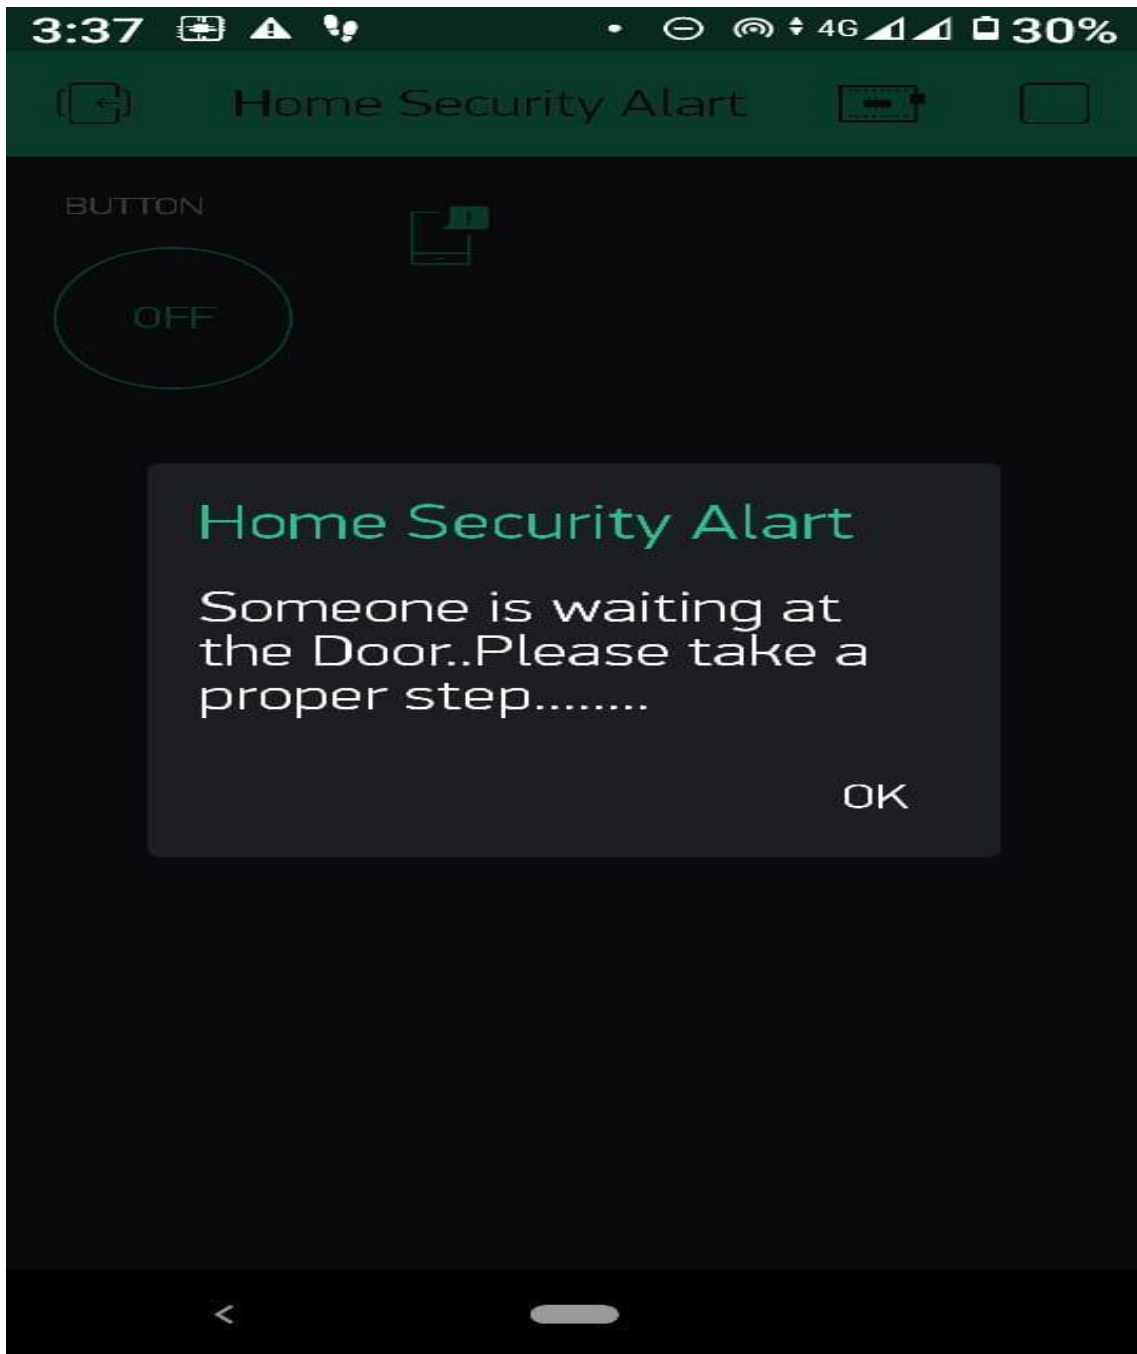 3:37 4G 30%
Home Security Alart
BUTTON
OFF
Home Security Alart
Someone is waiting at
the Door..Please take a
proper step........
OK